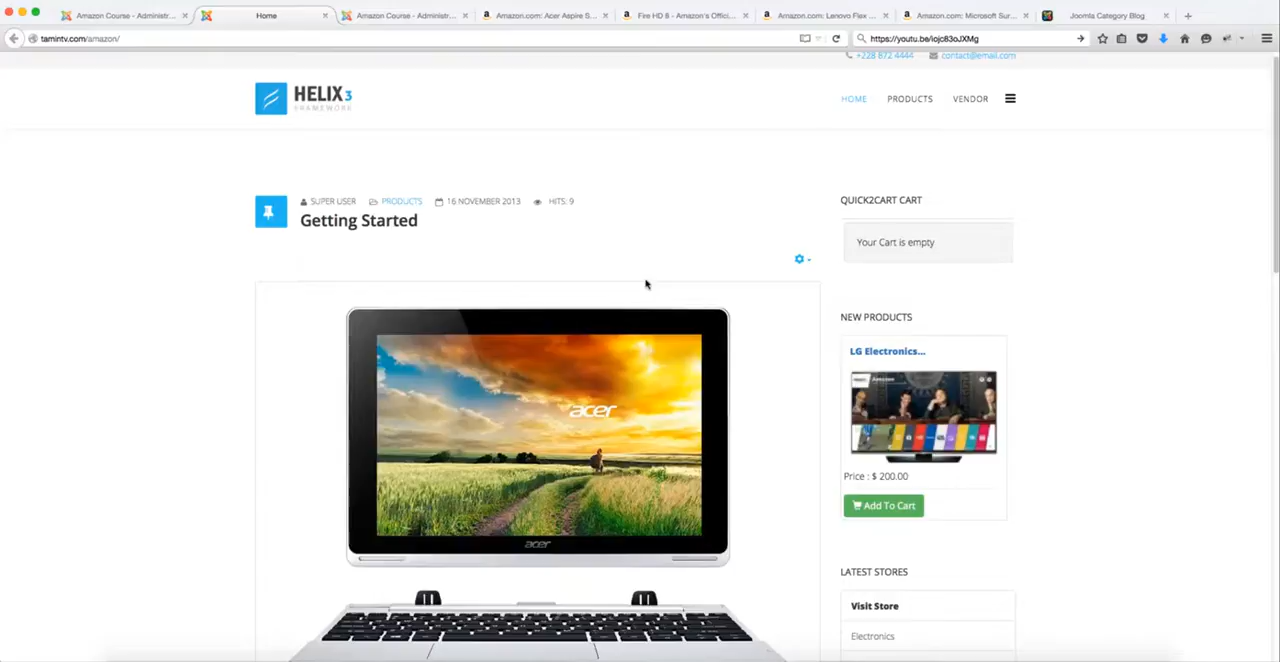 Amazon Course - Administr...
Home
Amazon Course - Administr...
Amazon.com: Acer Aspire S...
Fire HD 8 - Amazon's Offici...
Amazon.com: Lenovo Flex ...
Amazon.com: Microsoft Sur...
Joomla Category Blog
tamintv.com/amazon/
https://youtu.be/iojc83oJXMg
+228 872 4444
contact@email.com
HELIX3
FRAMEWORK
HOME
PRODUCTS
VENDOR
SUPER USER
PRODUCTS
16 NOVEMBER 2013
HITS: 9
Getting Started
QUICK2CART CART
Your Cart is empty
NEW PRODUCTS
LG Electronics...
acer
acer
Price : $ 200.00
Add To Cart
LATEST STORES
Visit Store
Electronics